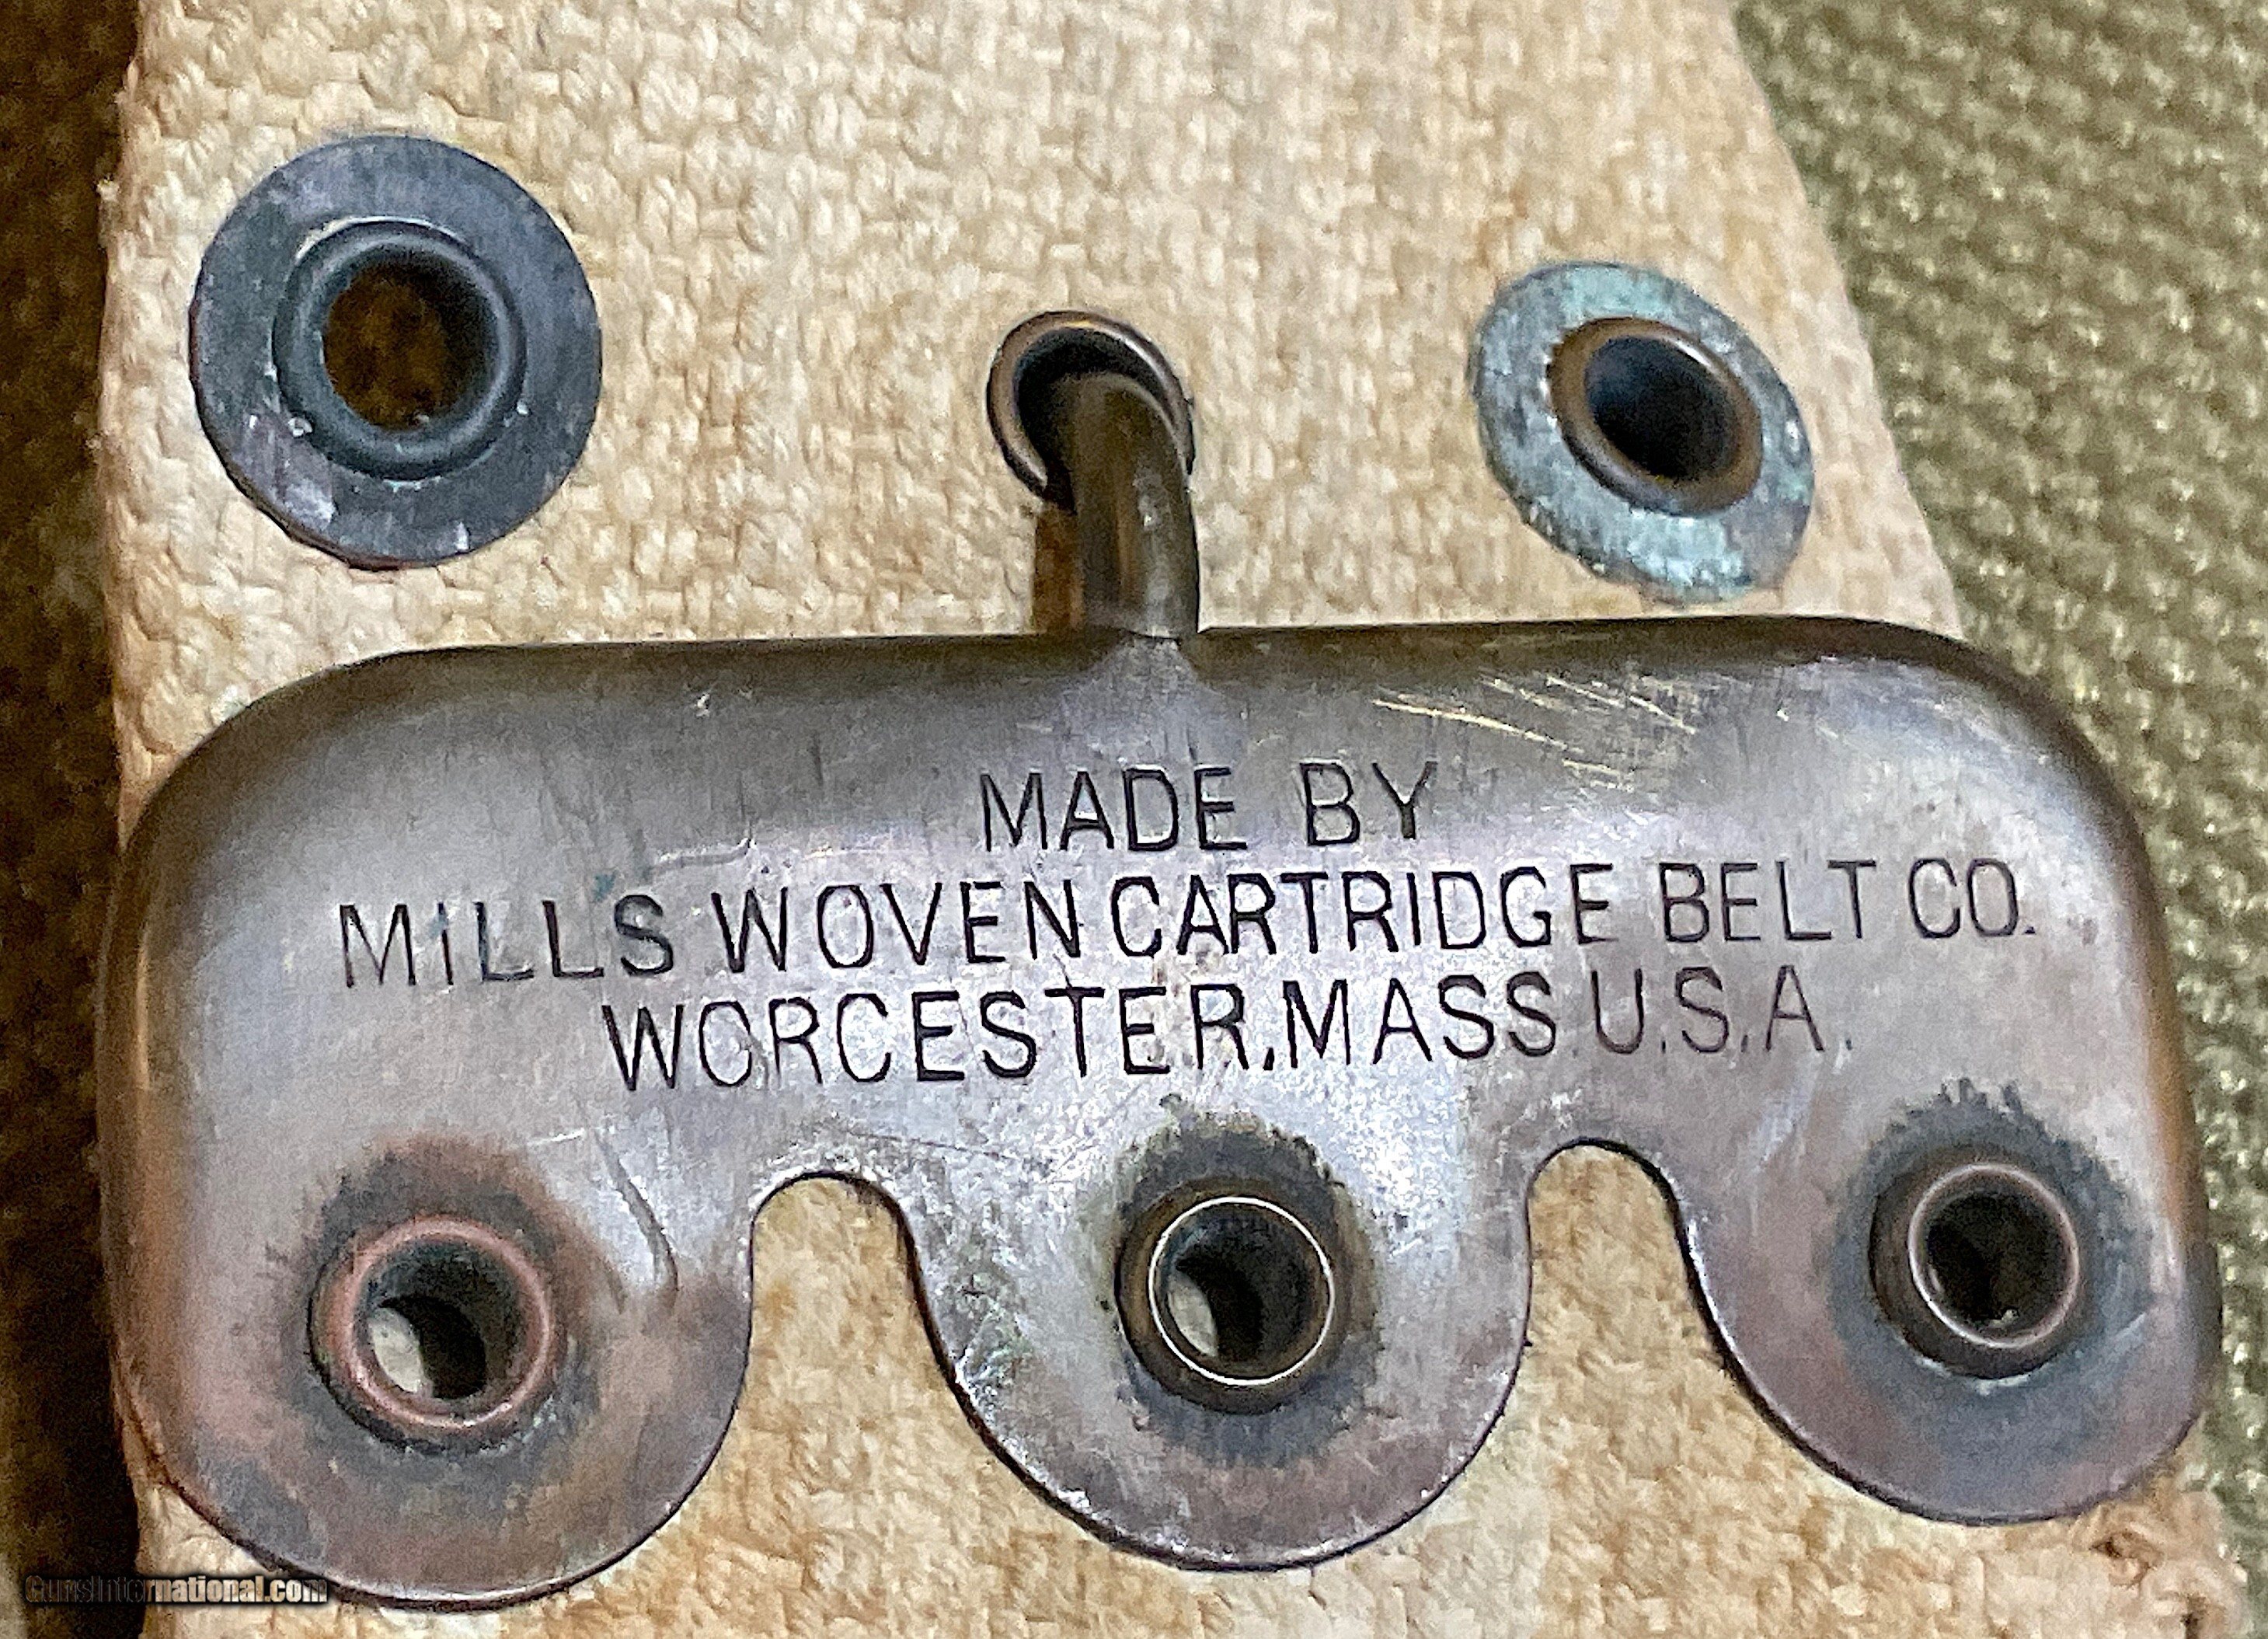 MADE BY
MILLS WOVEN CARTRIDGE BELT CO.
WORCESTER, MASS. U.S.A.
GunsInternational.com